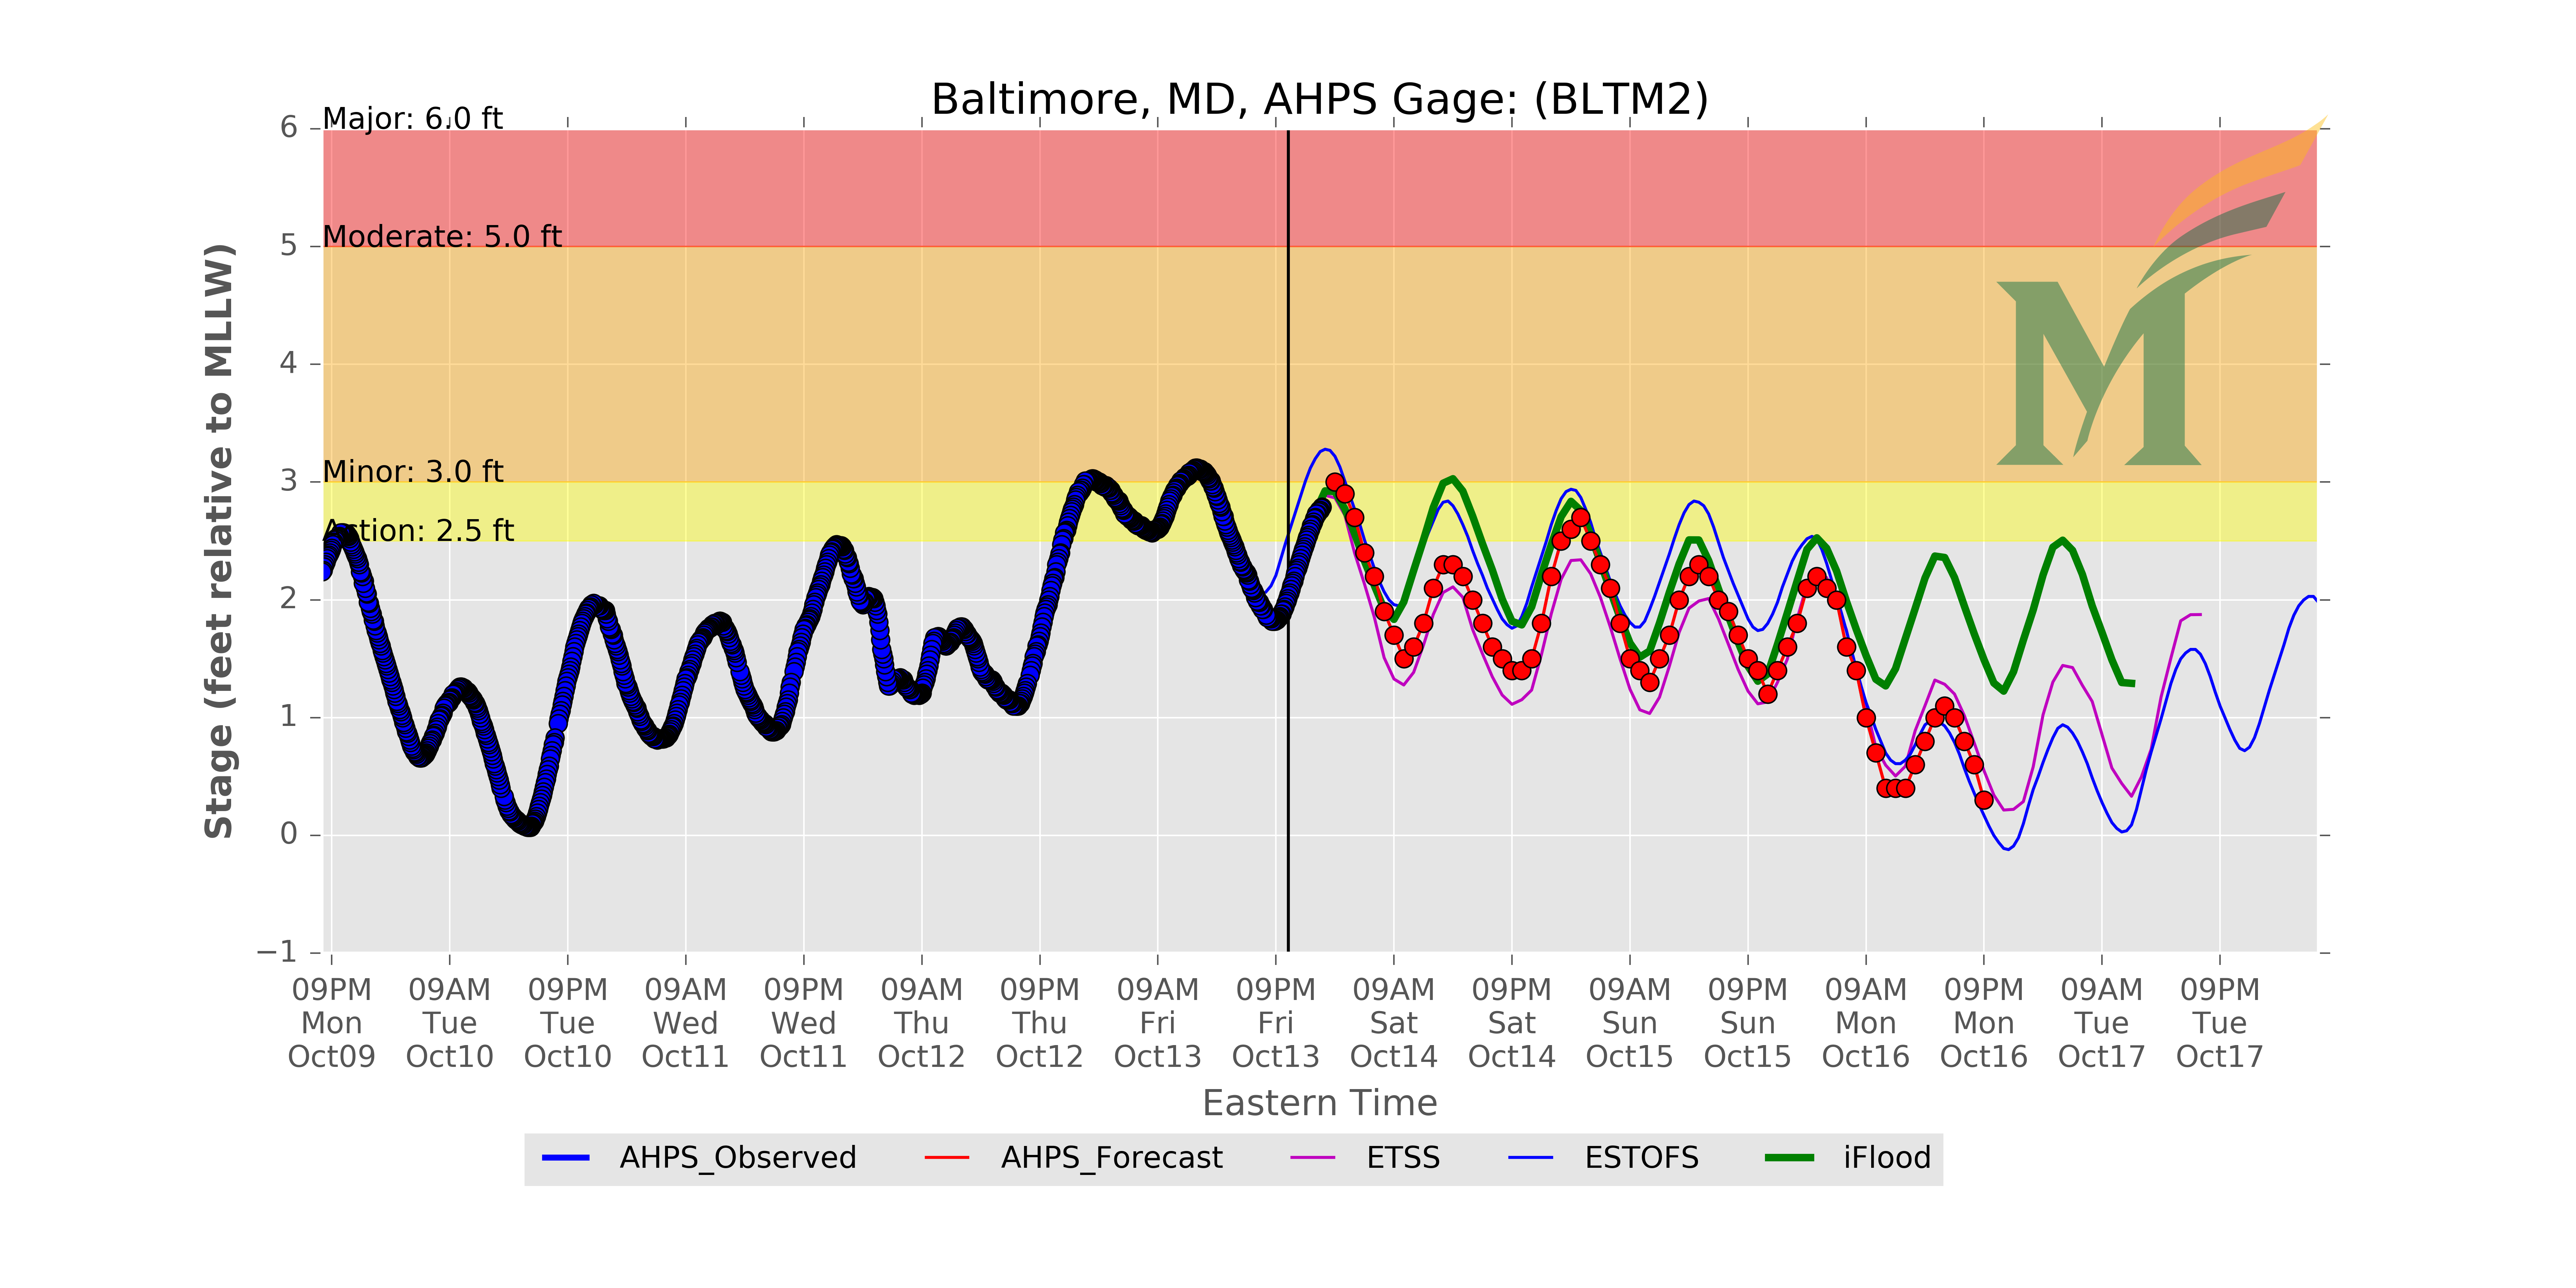 Baltimore, MD, AHPS Gage: (BLTM2)
6
Major: 6.0 ft
5
Moderate: 5.0 ft
4
Minor: 3.0 ft
3
Action: 2.5 ft
2
1
0
−1
Stage (feet relative to MLLW)
M
09PM 09AM 09PM 09AM 09PM 09AM 09PM 09AM 09PM 09AM 09PM 09AM 09PM 09AM 09PM 09AM 09PM
Mon Tue Tue Wed Wed Thu Thu Fri Fri Sat Sat Sun Sun Mon Mon Tue Tue
Oct09 Oct10 Oct10 Oct11 Oct11 Oct12 Oct12 Oct13 Oct13 Oct14 Oct14 Oct15 Oct15 Oct16 Oct16 Oct17 Oct17
Eastern Time
AHPS_Observed AHPS_Forecast ETSS ESTOFS iFlood